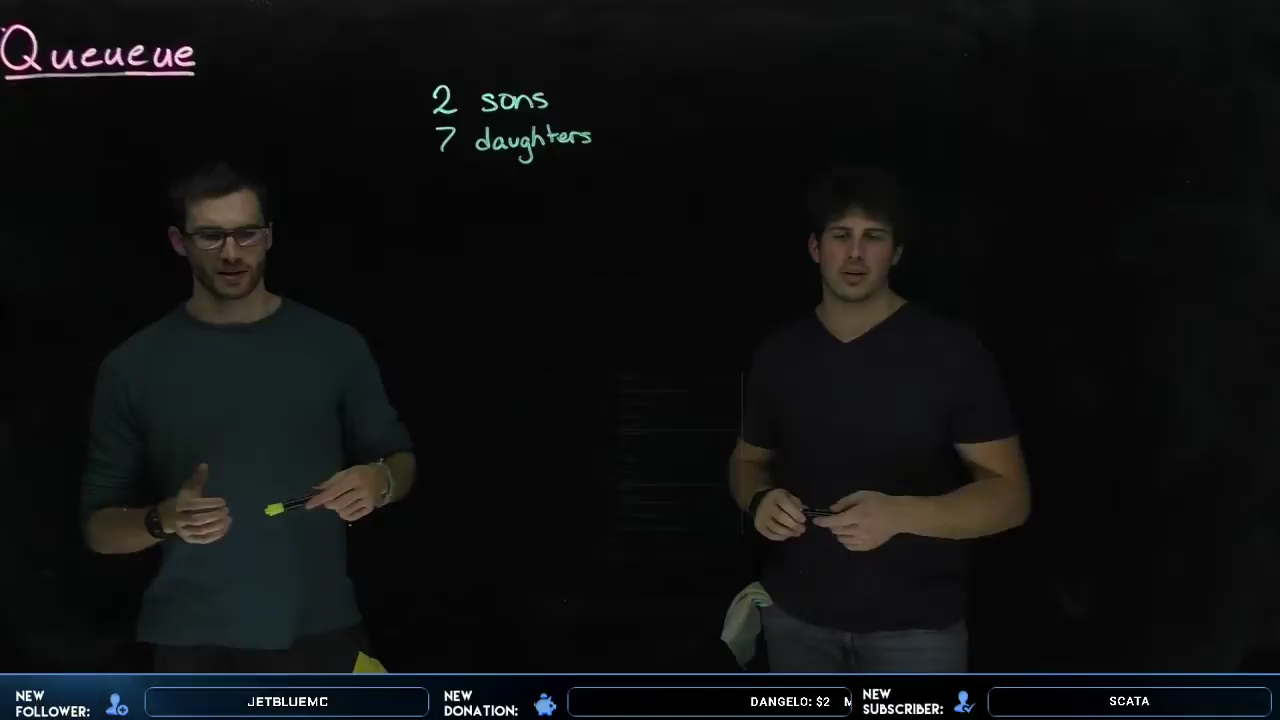 Queueue
2 sons
7 daughters
NEW FOLLOWER: JETBLUEMC
NEW DONATION: DANGELO: $2 M
NEW SUBSCRIBER: SCATA